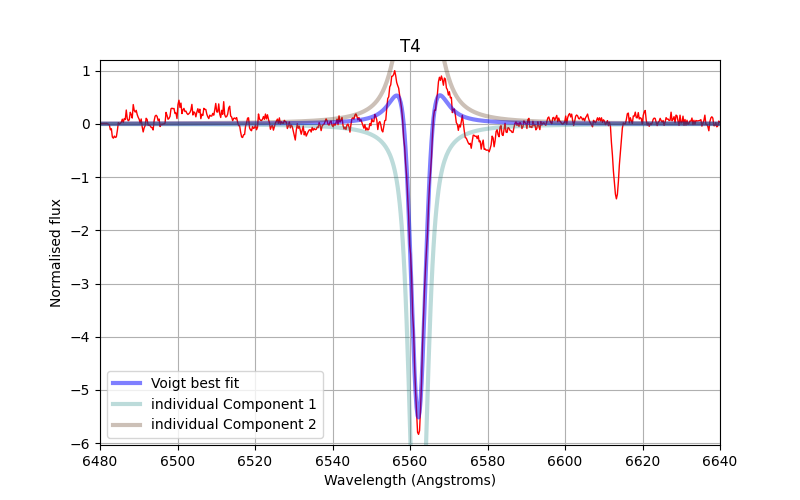 T4
1
0
−1
−2
−3
−4
−5
−6
Normalised flux
Voigt best fit
individual Component 1
individual Component 2
6480 6500 6520 6540 6560 6580 6600 6620 6640
Wavelength (Angstroms)